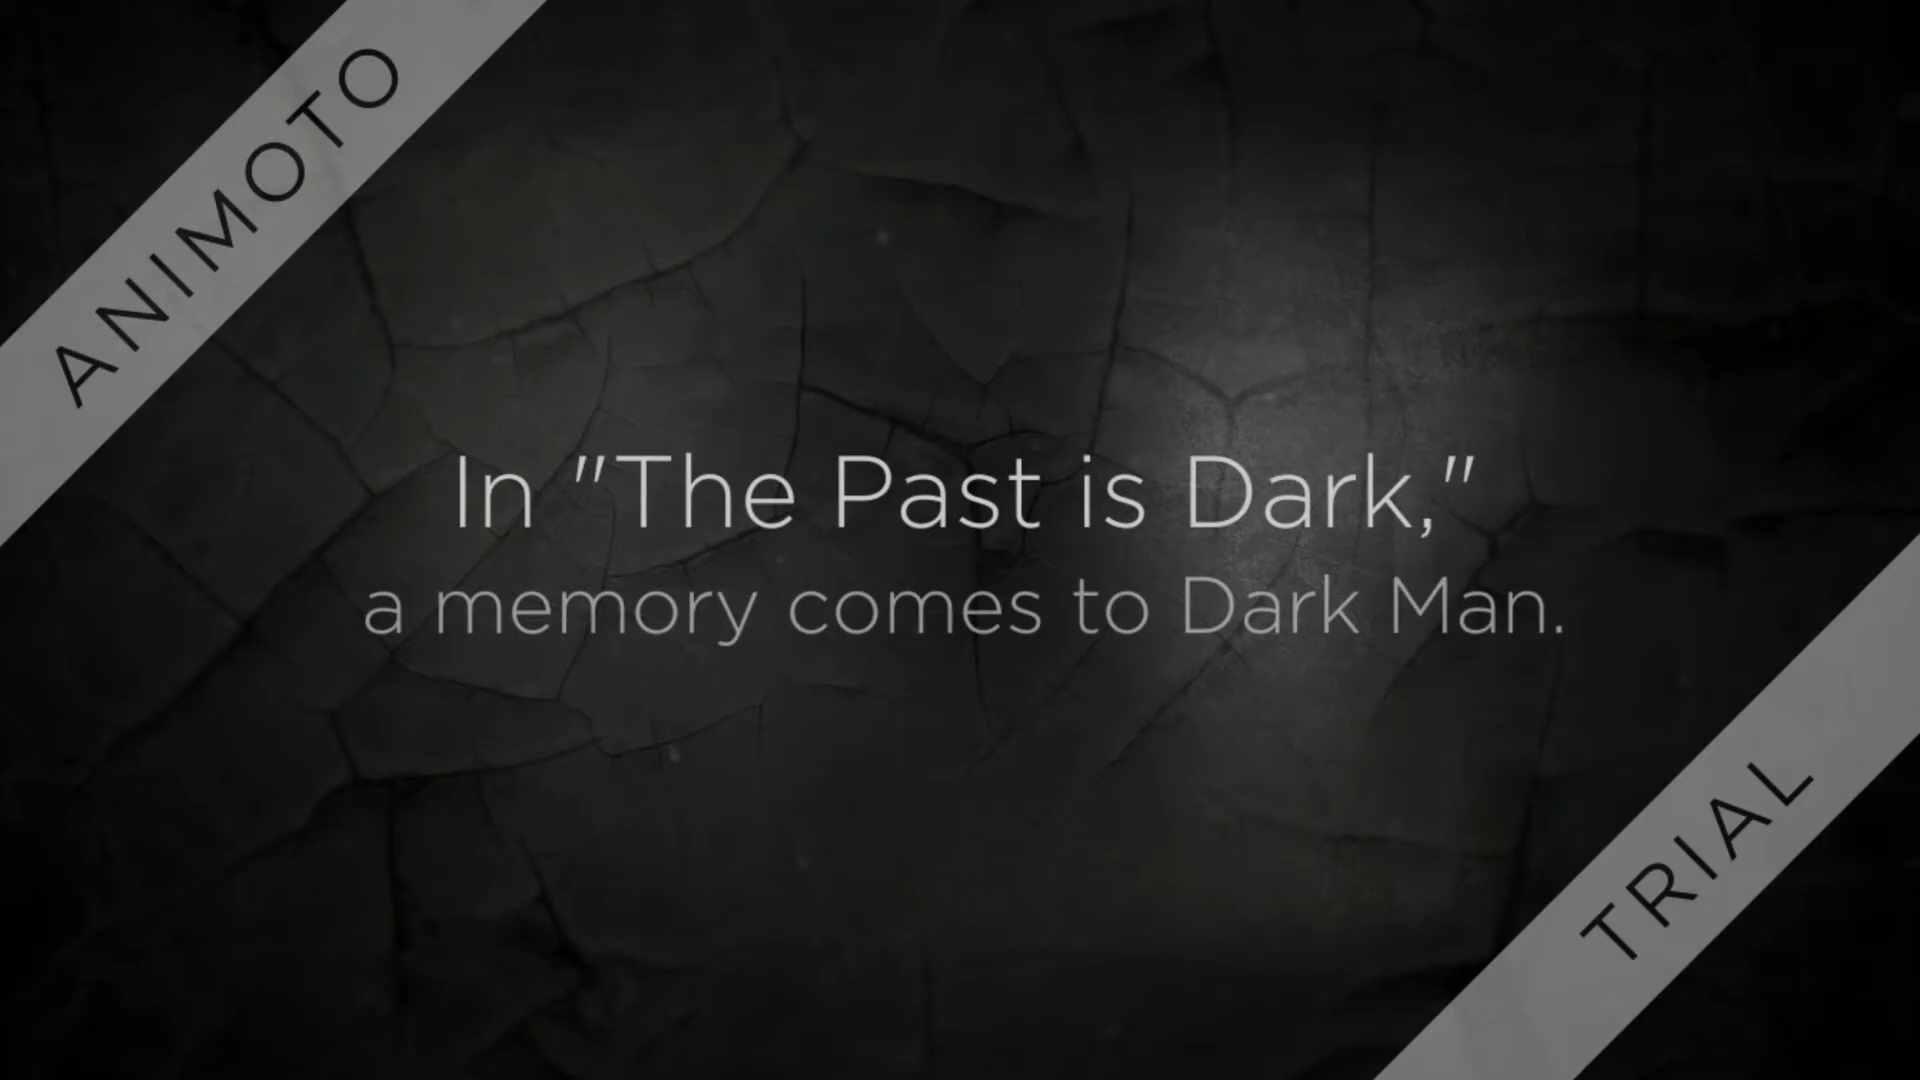 ANIMOTO
In "The Past is Dark,"
a memory comes to Dark Man.
TRIAL